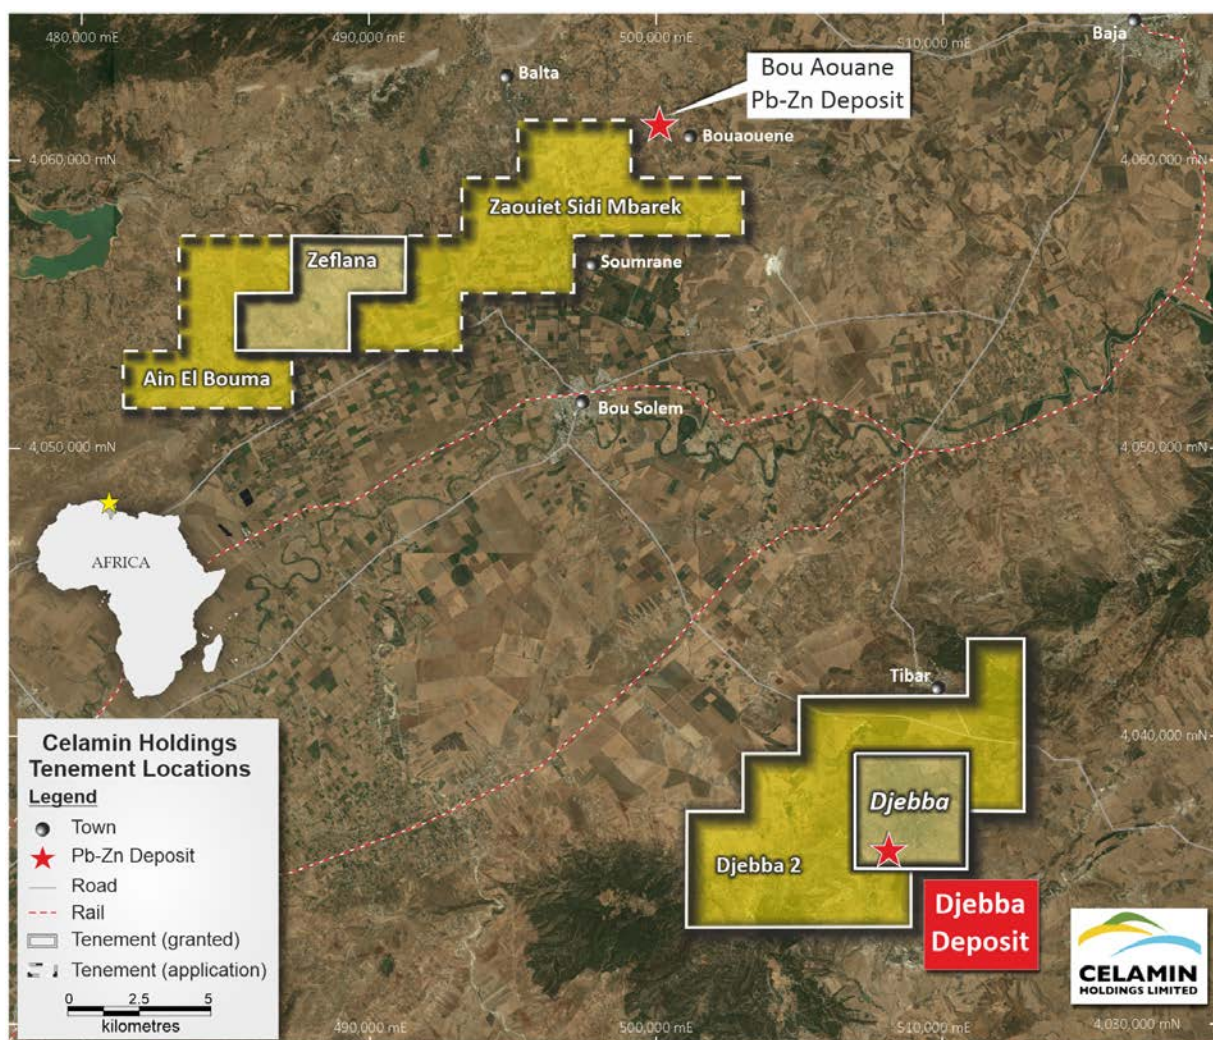 480,000 mE
490,000 mE
500,000 mE
510,000 mE
Baja
Balta
Bou Aouane
Pb-Zn Deposit
Bouaouene
4,060,000 mN
4,060,000 mN
Zaouiet Sidi Mbarek
Zeflana
Soumrane
Ain El Bouma
Bou Solem
4,050,000 mN
4,050,000 mN
AFRICA
Tibar
4,040,000 mN
Djebba
Djebba 2
Djebba
Deposit
Celamin Holdings
Tenement Locations
Legend
Town
Pb-Zn Deposit
Road
Rail
Tenement (granted)
Tenement (application)
0 2.5 5
kilometres
CELAMIN
HOLDINGS LIMITED
490,000 mE
500,000 mE
510,000 mE
4,030,000 mN